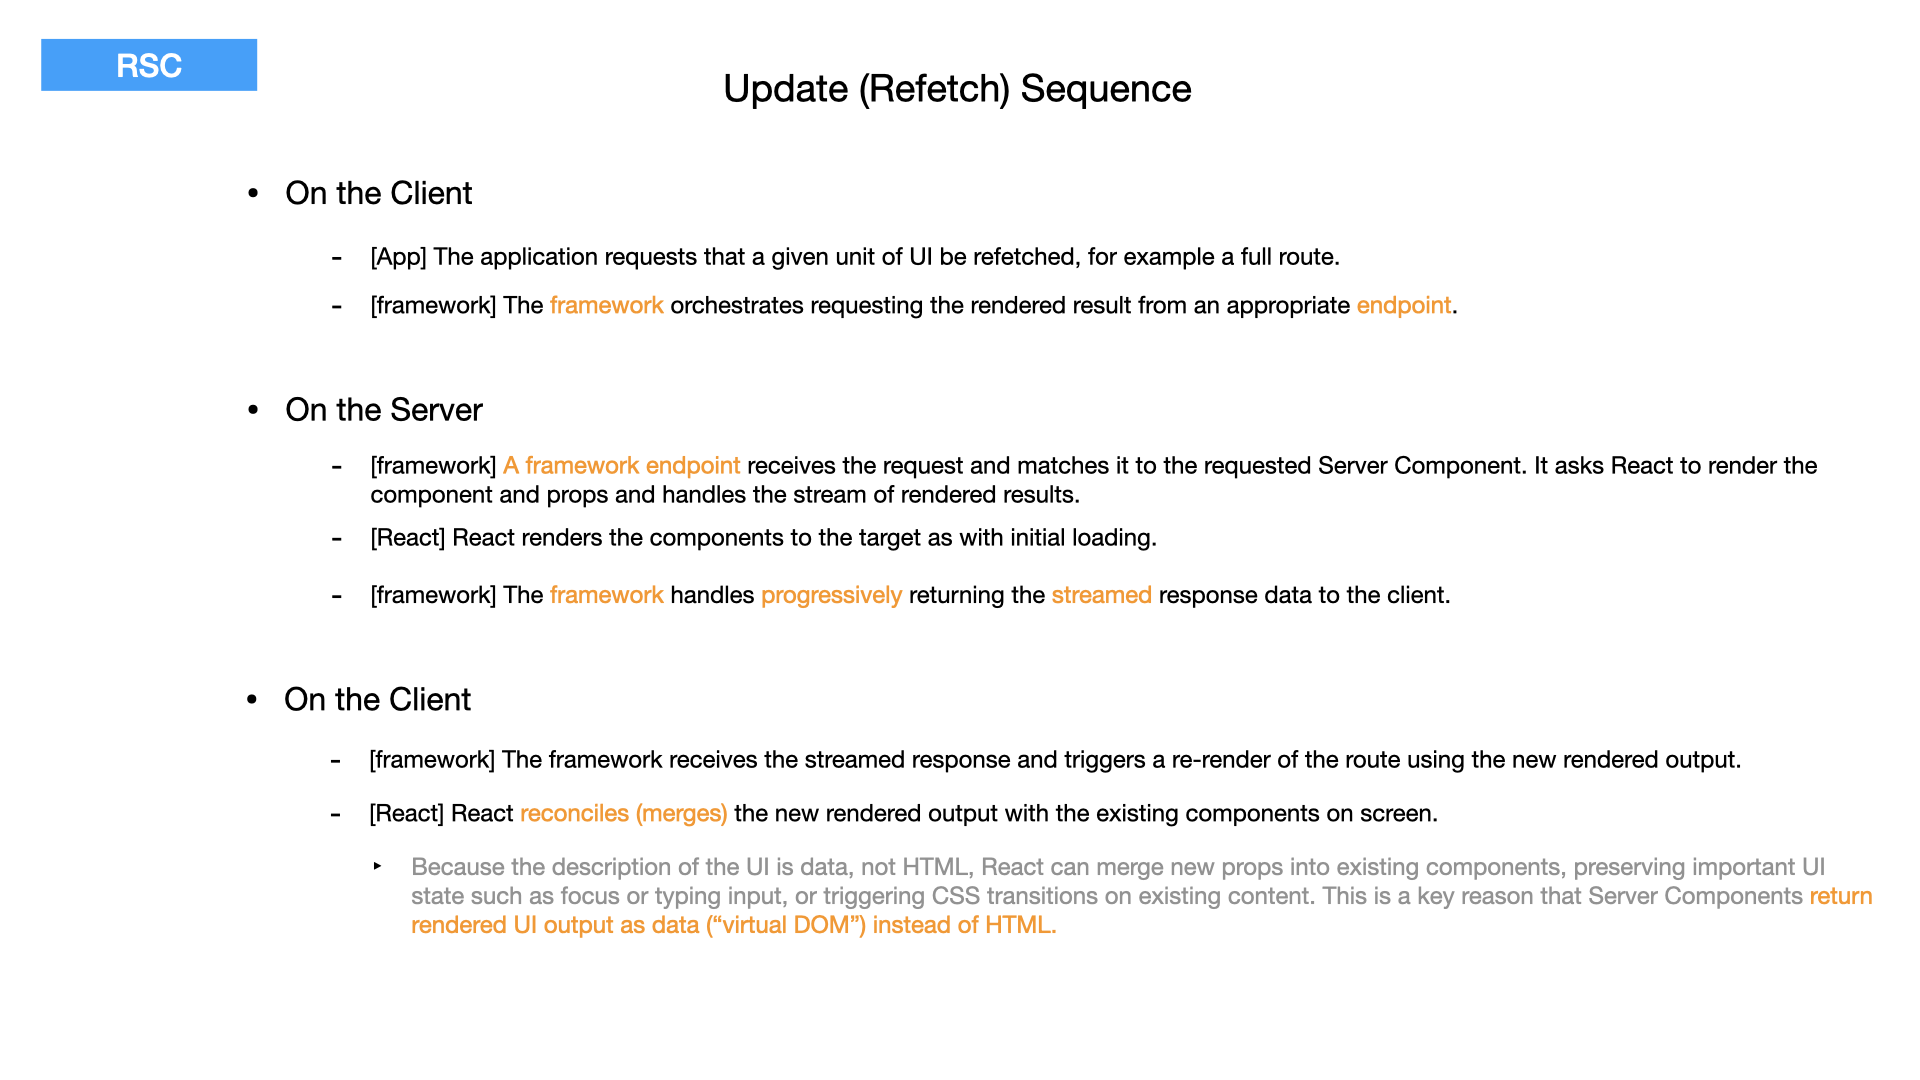 RSC
Update (Refetch) Sequence
• On the Client
- [App] The application requests that a given unit of UI be refetched, for example a full route.
- [framework] The framework orchestrates requesting the rendered result from an appropriate endpoint.
• On the Server
- [framework] A framework endpoint receives the request and matches it to the requested Server Component. It asks React to render the
component and props and handles the stream of rendered results.
- [React] React renders the components to the target as with initial loading.
- [framework] The framework handles progressively returning the streamed response data to the client.
• On the Client
- [framework] The framework receives the streamed response and triggers a re-render of the route using the new rendered output.
- [React] React reconciles (merges) the new rendered output with the existing components on screen.
‣ Because the description of the UI is data, not HTML, React can merge new props into existing components, preserving important UI
state such as focus or typing input, or triggering CSS transitions on existing content. This is a key reason that Server Components return
rendered UI output as data (“virtual DOM”) instead of HTML.